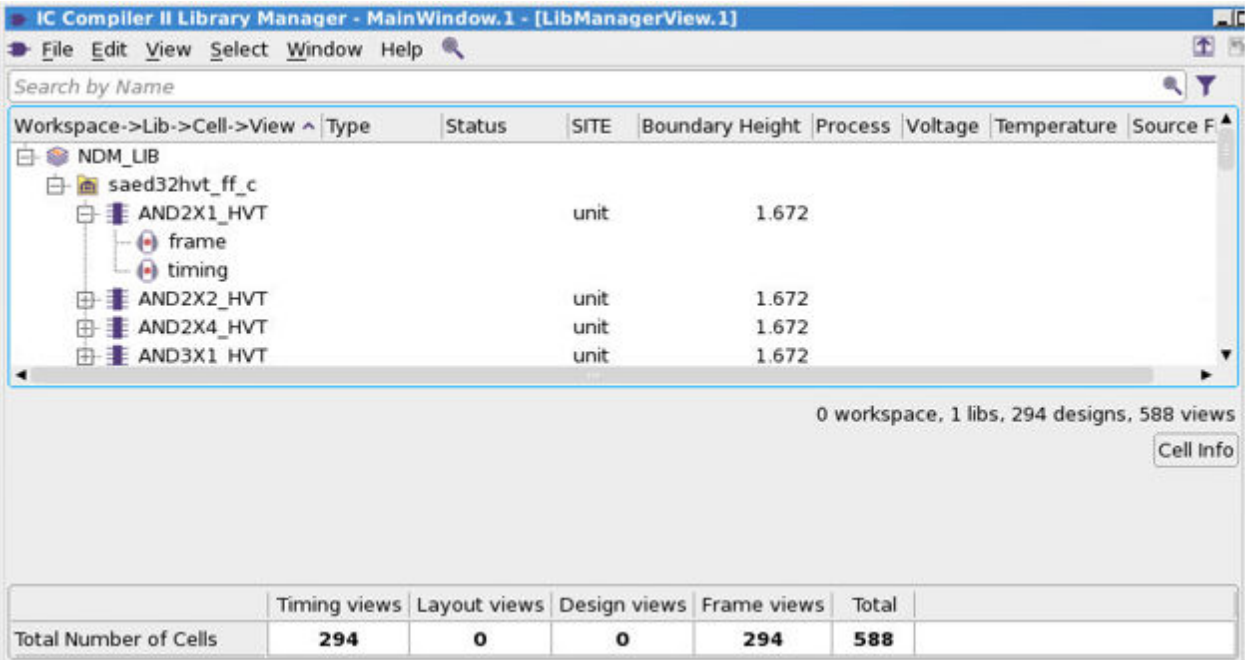 IC Compiler II Library Manager - MainWindow.1 - [LibManagerView.1]
File Edit View Select Window Help
Search by Name
Workspace->Lib->Cell->View Type Status SITE Boundary Height Process Voltage Temperature Source F
NDM_LIB
saed32hvt_ff_c
AND2X1_HVT unit 1.672
frame
timing
AND2X2_HVT unit 1.672
AND2X4_HVT unit 1.672
AND3X1_HVT unit 1.672
0 workspace, 1 libs, 294 designs, 588 views
Cell Info
Timing views Layout views Design views Frame views Total
Total Number of Cells 294 0 0 294 588